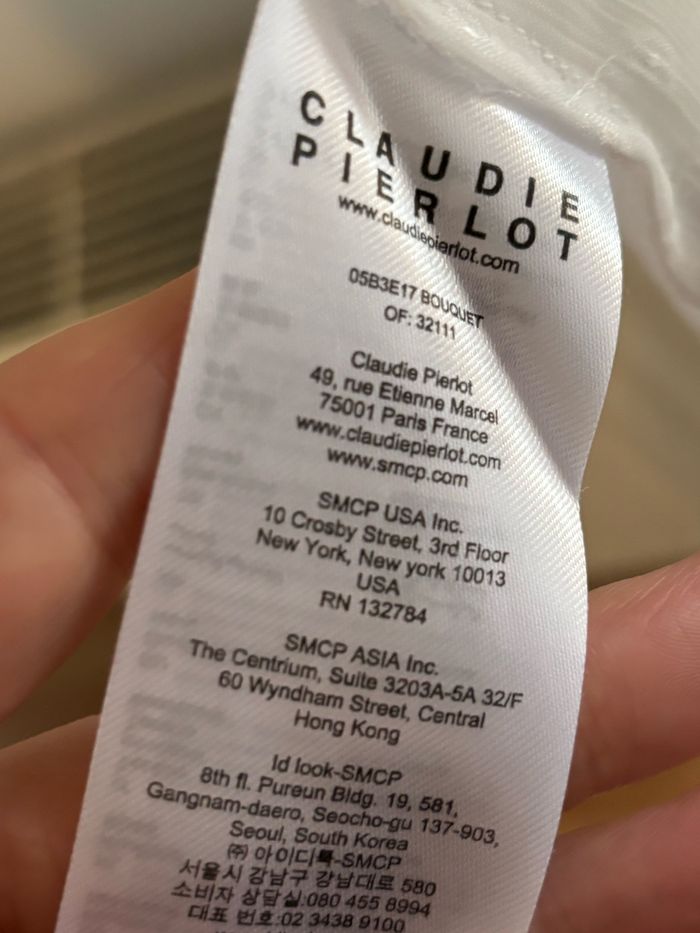 CLAUDIE
PIERLOT
www.claudiepierlot.com
05B3E17 BOUQUET
OF: 32111
Claudie Pierlot
49, rue Etienne Marcel
75001 Paris France
www.claudiepierlot.com
www.smcp.com
SMCP USA Inc.
10 Crosby Street, 3rd Floor
New York, New york 10013
USA
RN 132784
SMCP ASIA Inc.
The Centrium, Suite 3203A-5A 32/F
60 Wyndham Street, Central
Hong Kong
Id look-SMCP
8th fl. Pureun Bldg. 19, 581,
Gangnam-daero, Seocho-gu 137-903,
Seoul, South Korea
㈜ 아이디룩-SMCP
서울시 강남구 강남대로 580
소비자 상담실:080 455 8994
대표 번호:02 3438 9100